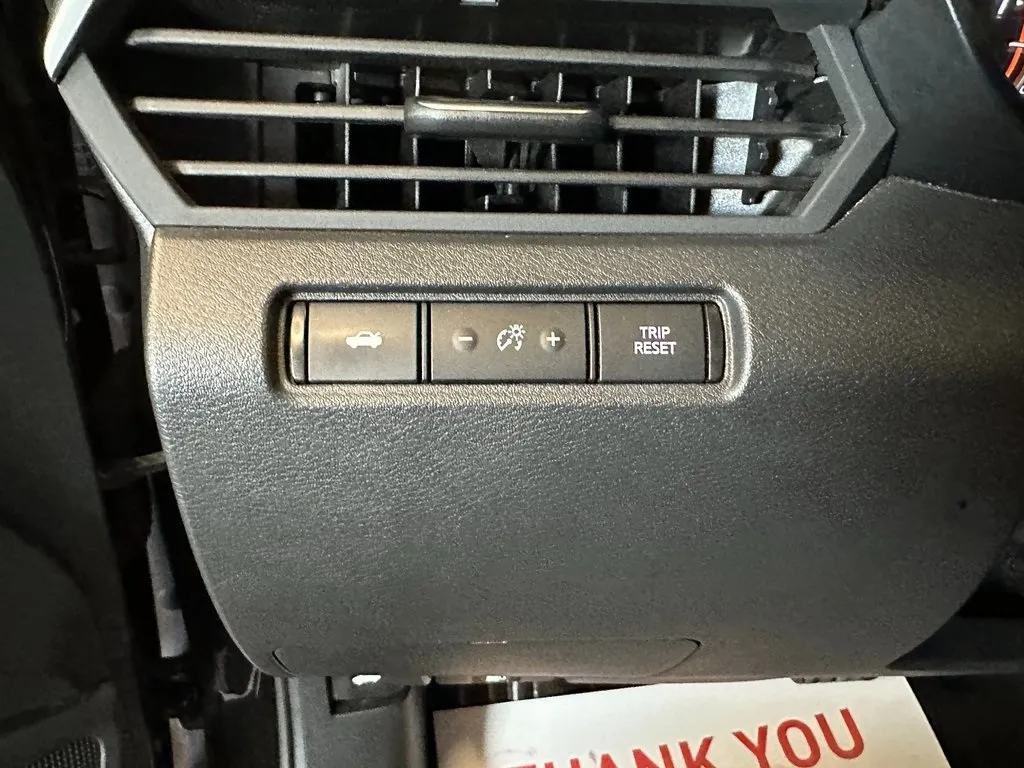 - +
TRIP
RESET
THANK YOU